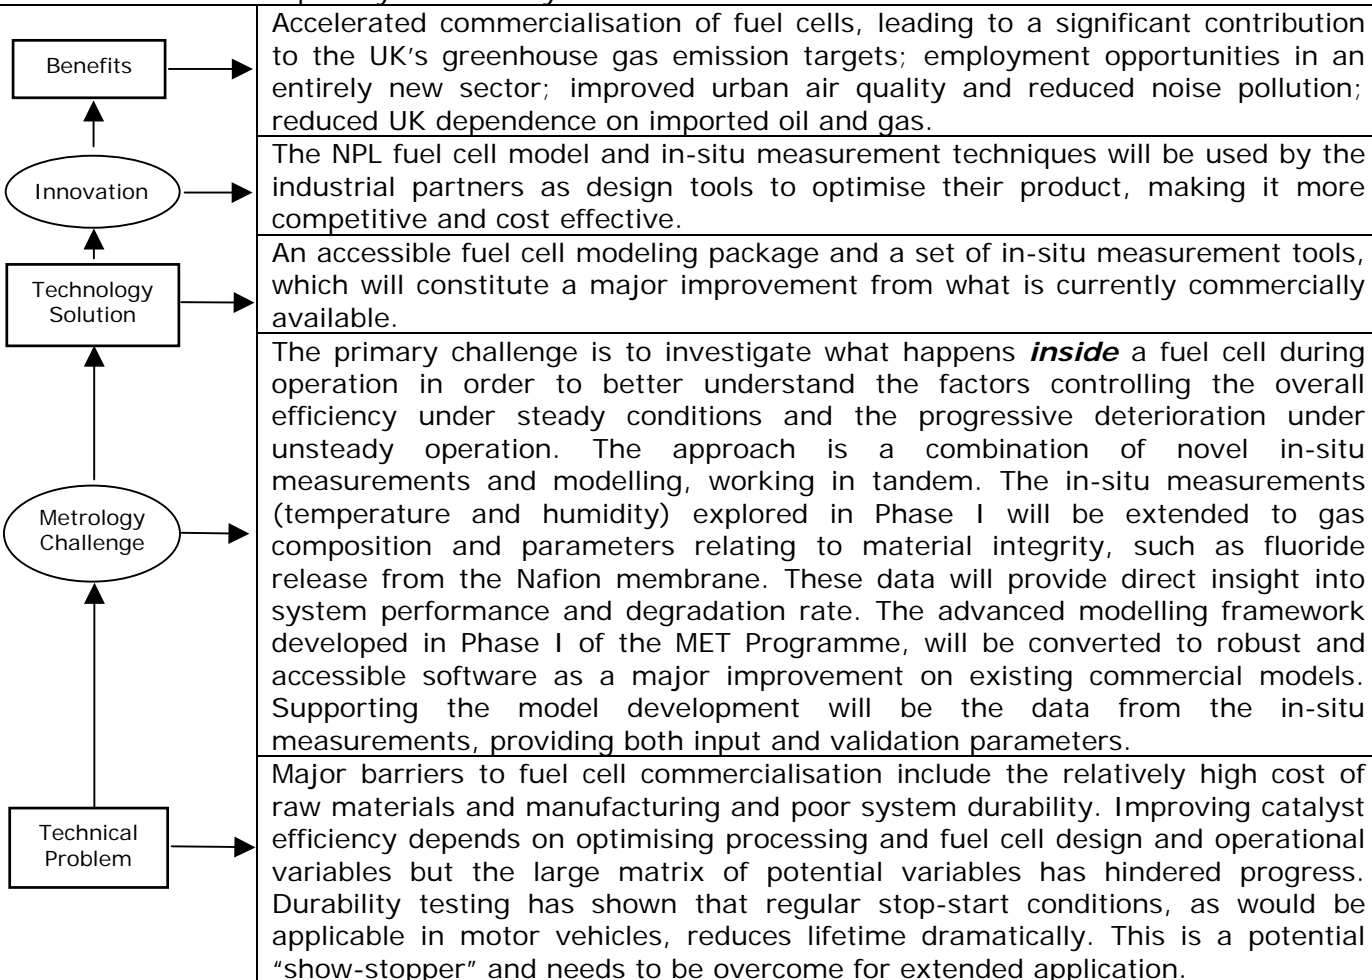 Benefits
Accelerated commercialisation of fuel cells, leading to a significant contribution
to the UK's greenhouse gas emission targets; employment opportunities in an
entirely new sector; improved urban air quality and reduced noise pollution;
reduced UK dependence on imported oil and gas.
Innovation
The NPL fuel cell model and in-situ measurement techniques will be used by the
industrial partners as design tools to optimise their product, making it more
competitive and cost effective.
Technology
Solution
An accessible fuel cell modeling package and a set of in-situ measurement tools,
which will constitute a major improvement from what is currently commercially
available.
Metrology
Challenge
The primary challenge is to investigate what happens inside a fuel cell during
operation in order to better understand the factors controlling the overall
efficiency under steady conditions and the progressive deterioration under
unsteady operation. The approach is a combination of novel in-situ
measurements and modelling, working in tandem. The in-situ measurements
(temperature and humidity) explored in Phase I will be extended to gas
composition and parameters relating to material integrity, such as fluoride
release from the Nafion membrane. These data will provide direct insight into
system performance and degradation rate. The advanced modelling framework
developed in Phase I of the MET Programme, will be converted to robust and
accessible software as a major improvement on existing commercial models.
Supporting the model development will be the data from the in-situ
measurements, providing both input and validation parameters.
Technical
Problem
Major barriers to fuel cell commercialisation include the relatively high cost of
raw materials and manufacturing and poor system durability. Improving catalyst
efficiency depends on optimising processing and fuel cell design and operational
variables but the large matrix of potential variables has hindered progress.
Durability testing has shown that regular stop-start conditions, as would be
applicable in motor vehicles, reduces lifetime dramatically. This is a potential
"show-stopper" and needs to be overcome for extended application.